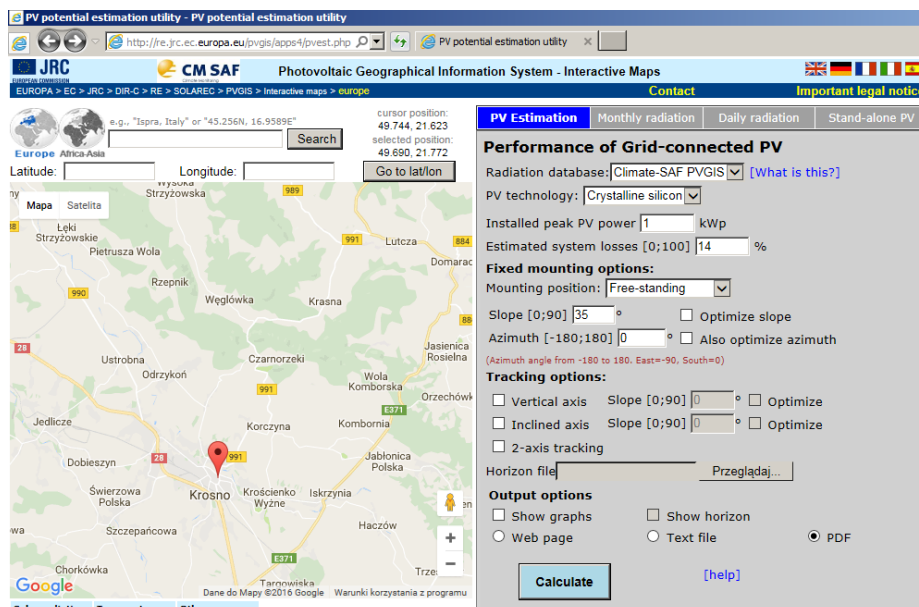 PV potential estimation utility - PV potential estimation utility
http://re.jrc.ec.europa.eu/pvgis/apps4/pvest.php
PV potential estimation utility
JRC
EUROPEAN COMMISSION
CM SAF
Photovoltaic Geographical Information System - Interactive Maps
EUROPA > EC > JRC > DIR-C > RE > SOLAREC > PVGIS > Interactive maps > europe
Contact
Important legal notice
Europe
Africa-Asia
e.g., "Ispra, Italy" or "45.256N, 16.9589E"
Search
cursor position:
49.744, 21.623
selected position:
49.690, 21.772
Latitude:
Longitude:
Go to lat/lon
Mapa
Satelita
Wysoka
Strzyżowska
989
Łęki
Strzyżowskie
Pietrusza Wola
991
Lutcza
884
Domarac
Rzepnik
990
Węglówka
Krasna
88
28
Ustrobna
Czarnorzeki
Jasienica
Rosielna
Odrzykoń
Wola
Komborska
991
Orzechów
E371
Jedlicze
Korczyna
Kombornia
Dobieszyn
28
991
Jabłonica
Polska
Świerzowa
Polska
Krosno
Krościenko
Wyżne
Iskrzynia
en
wa
Szczepańcowa
Haczów
Chorkówka
E371
Trze
Targowiska
Google
Dane do Mapy ©2016 Google
Warunki korzystania z programu
PV Estimation
Monthly radiation
Daily radiation
Stand-alone PV
Performance of Grid-connected PV
Radiation database: Climate-SAF PVGIS [What is this?]
PV technology: Crystalline silicon
Installed peak PV power 1 kWp
Estimated system losses [0;100] 14 %
Fixed mounting options:
Mounting position: Free-standing
Slope [0;90] 35 ° Optimize slope
Azimuth [-180;180] 0 ° Also optimize azimuth
(Azimuth angle from -180 to 180. East=-90, South=0)
Tracking options:
Vertical axis Slope [0;90] 0 ° Optimize
Inclined axis Slope [0;90] 0 ° Optimize
2-axis tracking
Horizon file Przeglądaj...
Output options
Show graphs Show horizon
Web page Text file PDF
Calculate
[help]